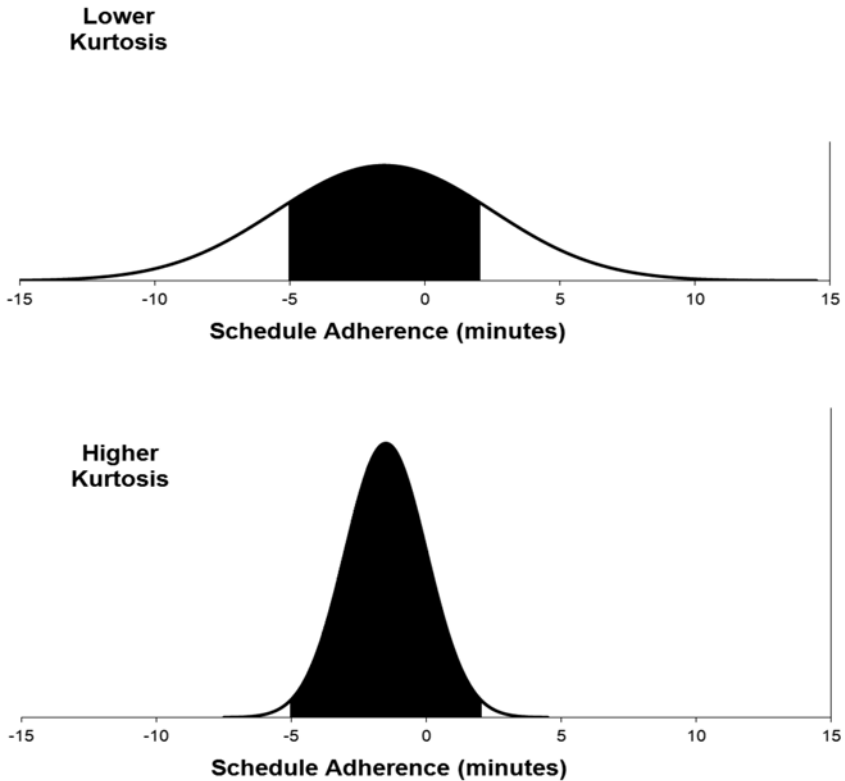 Lower
Kurtosis
-15 -10 -5 0 5 10 15
Schedule Adherence (minutes)
Higher
Kurtosis
-15 -10 -5 0 5 10 15
Schedule Adherence (minutes)